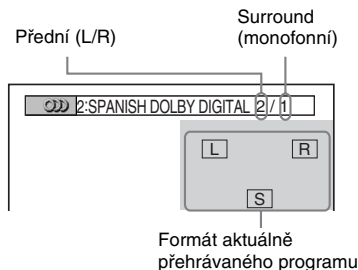 Surround
(monofonní)
Přední (L/R)
2:SPANISH DOLBY DIGITAL 2 / 1
L R
S
Formát aktuálně
přehrávaného programu